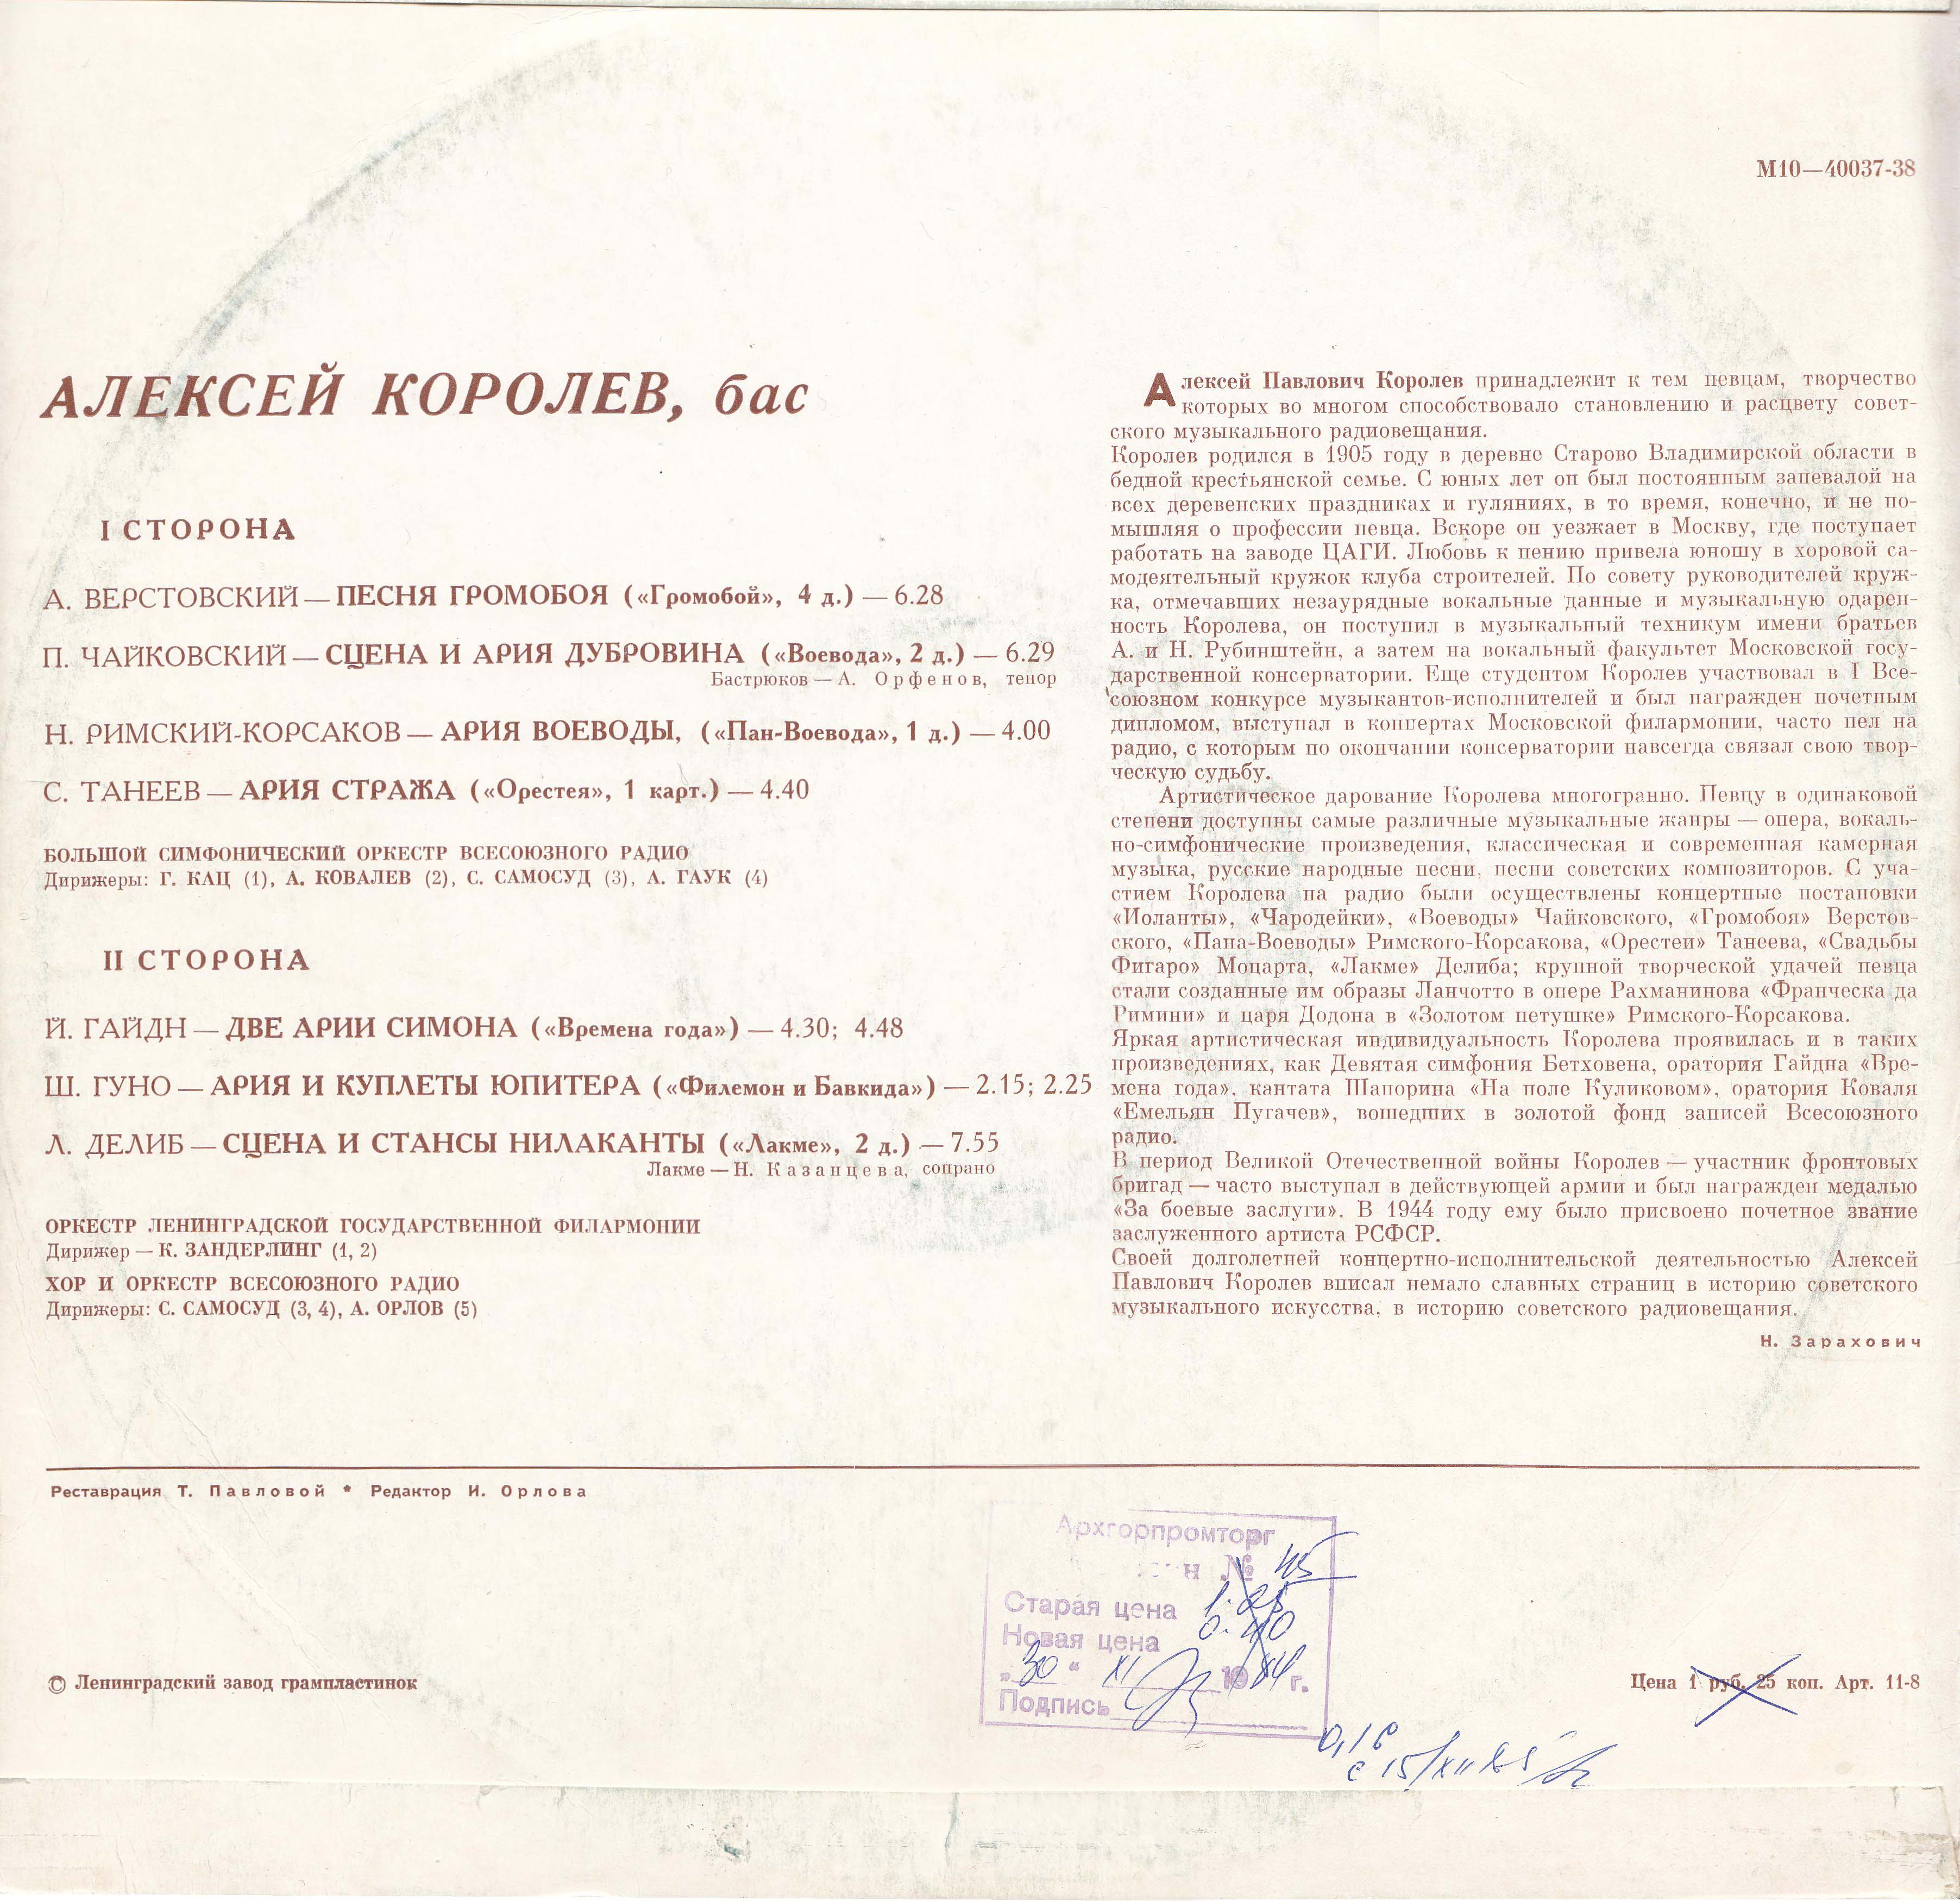 М10—40037-38
АЛЕКСЕЙ КОРОЛЕВ, бас
I СТОРОНА
А. ВЕРСТОВСКИЙ — ПЕСНЯ ГРОМОБОЯ («Громобой», 4 д.) — 6.28
П. ЧАЙКОВСКИЙ — СЦЕНА И АРИЯ ДУБРОВИНА («Воевода», 2 д.) — 6.29
Бастрюков — А. Орфенов, тенор
Н. РИМСКИЙ-КОРСАКОВ — АРИЯ ВОЕВОДЫ, («Пан-Воевода», 1 д.) — 4.00
С. ТАНЕЕВ — АРИЯ СТРАЖА («Орестея», 1 карт.) — 4.40
БОЛЬШОЙ СИМФОНИЧЕСКИЙ ОРКЕСТР ВСЕСОЮЗНОГО РАДИО
Дирижеры: Г. КАЦ (1), А. КОВАЛЕВ (2), С. САМОСУД (3), А. ГАУК (4)
II СТОРОНА
Й. ГАЙДН — ДВЕ АРИИ СИМОНА («Времена года») — 4.30; 4.48
Ш. ГУНО — АРИЯ И КУПЛЕТЫ ЮПИТЕРА («Филемон и Бавкида») — 2.15; 2.25
Л. ДЕЛИБ — СЦЕНА И СТАНСЫ НИЛАКАНТЫ («Лакме», 2 д.) — 7.55
Лакме — Н. Казанцева, сопрано
ОРКЕСТР ЛЕНИНГРАДСКОЙ ГОСУДАРСТВЕННОЙ ФИЛАРМОНИИ
Дирижер — К. ЗАНДЕРЛИНГ (1, 2)
ХОР И ОРКЕСТР ВСЕСОЮЗНОГО РАДИО
Дирижеры: С. САМОСУД (3, 4), А. ОРЛОВ (5)
Алексей Павлович Королев принадлежит к тем певцам, творчество
которых во многом способствовало становлению и расцвету совет-
ского музыкального радиовещания.
Королев родился в 1905 году в деревне Старово Владимирской области в
бедной крестьянской семье. С юных лет он был постоянным запевалой на
всех деревенских праздниках и гуляниях, в то время, конечно, и не по-
мышляя о профессии певца. Вскоре он уезжает в Москву, где поступает
работать на заводе ЦАГИ. Любовь к пению привела юношу в хоровой са-
модеятельный кружок клуба строителей. По совету руководителей круж-
ка, отмечавших незаурядные вокальные данные и музыкальную одарен-
ность Королева, он поступил в музыкальный техникум имени братьев
А. и Н. Рубинштейн, а затем на вокальный факультет Московской госу-
дарственной консерватории. Еще студентом Королев участвовал в I Все-
союзном конкурсе музыкантов-исполнителей и был награжден почетным
дипломом, выступал в концертах Московской филармонии, часто пел на
радио, с которым по окончании консерватории навсегда связал свою твор-
ческую судьбу.
Артистическое дарование Королева многогранно. Певцу в одинаковой
степени доступны самые различные музыкальные жанры — опера, вокаль-
но-симфонические произведения, классическая и современная камерная
музыка, русские народные песни, песни советских композиторов. С уча-
стием Королева на радио были осуществлены концертные постановки
«Иоланты», «Чародейки», «Воеводы» Чайковского, «Громобоя» Верстов-
ского, «Пана-Воеводы» Римского-Корсакова, «Орестеи» Танеева, «Свадьбы
Фигаро» Моцарта, «Лакме» Делиба; крупной творческой удачей певца
стали созданные им образы Ланчотто в опере Рахманинова «Франческа да
Римини» и царя Додона в «Золотом петушке» Римского-Корсакова.
Яркая артистическая индивидуальность Королева проявилась и в таких
произведениях, как Девятая симфония Бетховена, оратория Гайдна «Вре-
мена года», кантата Шапорина «На поле Куликовом», оратория Коваля
«Емельян Пугачев», вошедших в золотой фонд записей Всесоюзного
радио.
В период Великой Отечественной войны Королев — участник фронтовых
бригад — часто выступал в действующей армии и был награжден медалью
«За боевые заслуги». В 1944 году ему было присвоено почетное звание
заслуженного артиста РСФСР.
Своей долголетней концертно-исполнительской деятельностью Алексей
Павлович Королев вписал немало славных страниц в историю советского
музыкального искусства, в историю советского радиовещания.
Н. Зарахович
Реставрация Т. Павловой * Редактор И. Орлова
Архгорпромторг
н № 45
Старая цена 1.25
Новая цена 0.40
„30“ XI 1984 г.
Подпись
© Ленинградский завод грампластинок
Цена 1 руб. 25 коп. Арт. 11-8
0,16
с 15/XII 85